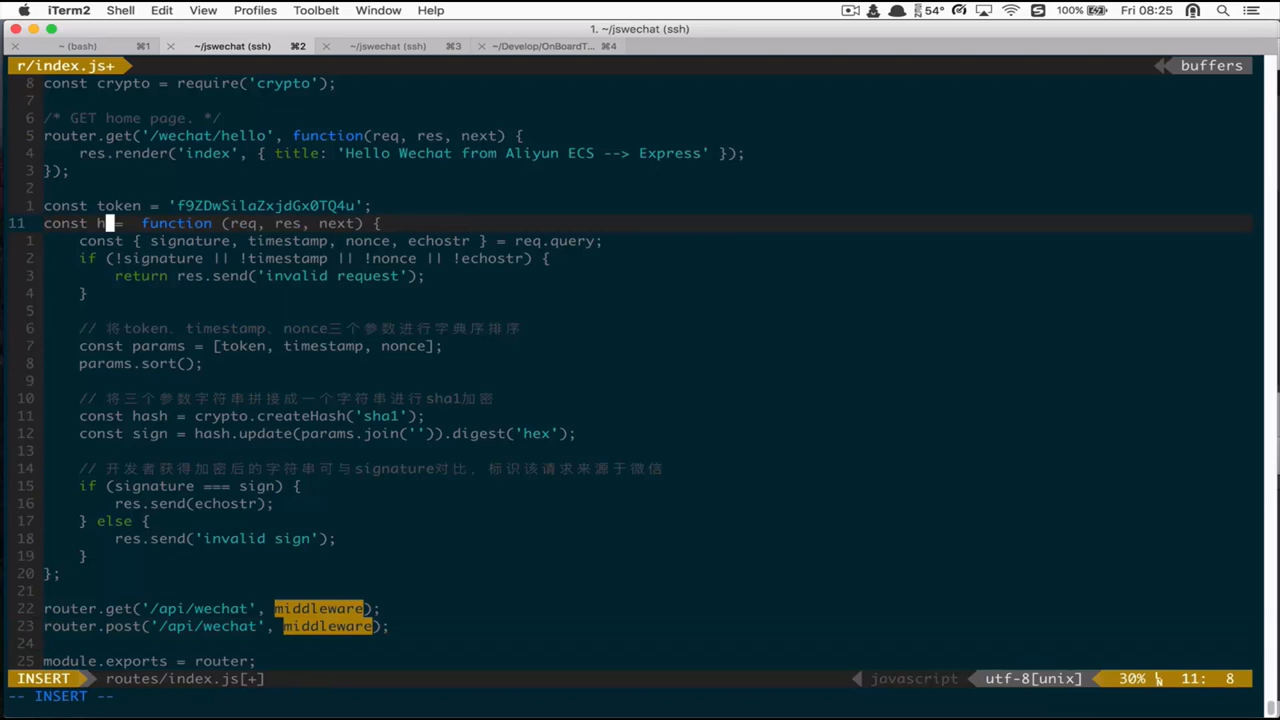 iTerm2 Shell Edit View Profiles Toolbelt Window Help 54° 100% Fri 08:25
1. ~/jswechat (ssh)
~ (bash) ⌘1 ~/jswechat (ssh) ⌘2 ~/jswechat (ssh) ⌘3 ~/Develop/OnBoardT... ⌘4
r/index.js+ buffers
8 const crypto = require('crypto');
7
6 /* GET home page. */
5 router.get('/wechat/hello', function(req, res, next) {
4     res.render('index', { title: 'Hello Wechat from Aliyun ECS --> Express' });
3 });
2
1 const token = 'f9ZDwSilaZxjdGx0TQ4u';
11 const h =  function (req, res, next) {
1     const { signature, timestamp, nonce, echostr } = req.query;
2     if (!signature || !timestamp || !nonce || !echostr) {
3         return res.send('invalid request');
4     }
5
6     // 将token、timestamp、nonce三个参数进行字典序排序
7     const params = [token, timestamp, nonce];
8     params.sort();
9
10     // 将三个参数字符串拼接成一个字符串进行sha1加密
11     const hash = crypto.createHash('sha1');
12     const sign = hash.update(params.join('')).digest('hex');
13
14     // 开发者获得加密后的字符串可与signature对比，标识该请求来源于微信
15     if (signature === sign) {
16         res.send(echostr);
17     } else {
18         res.send('invalid sign');
19     }
20 };
21
22 router.get('/api/wechat', middleware);
23 router.post('/api/wechat', middleware);
24
25 module.exports = router;
INSERT routes/index.js[+] javascript utf-8[unix] 30% 11: 8
-- INSERT --